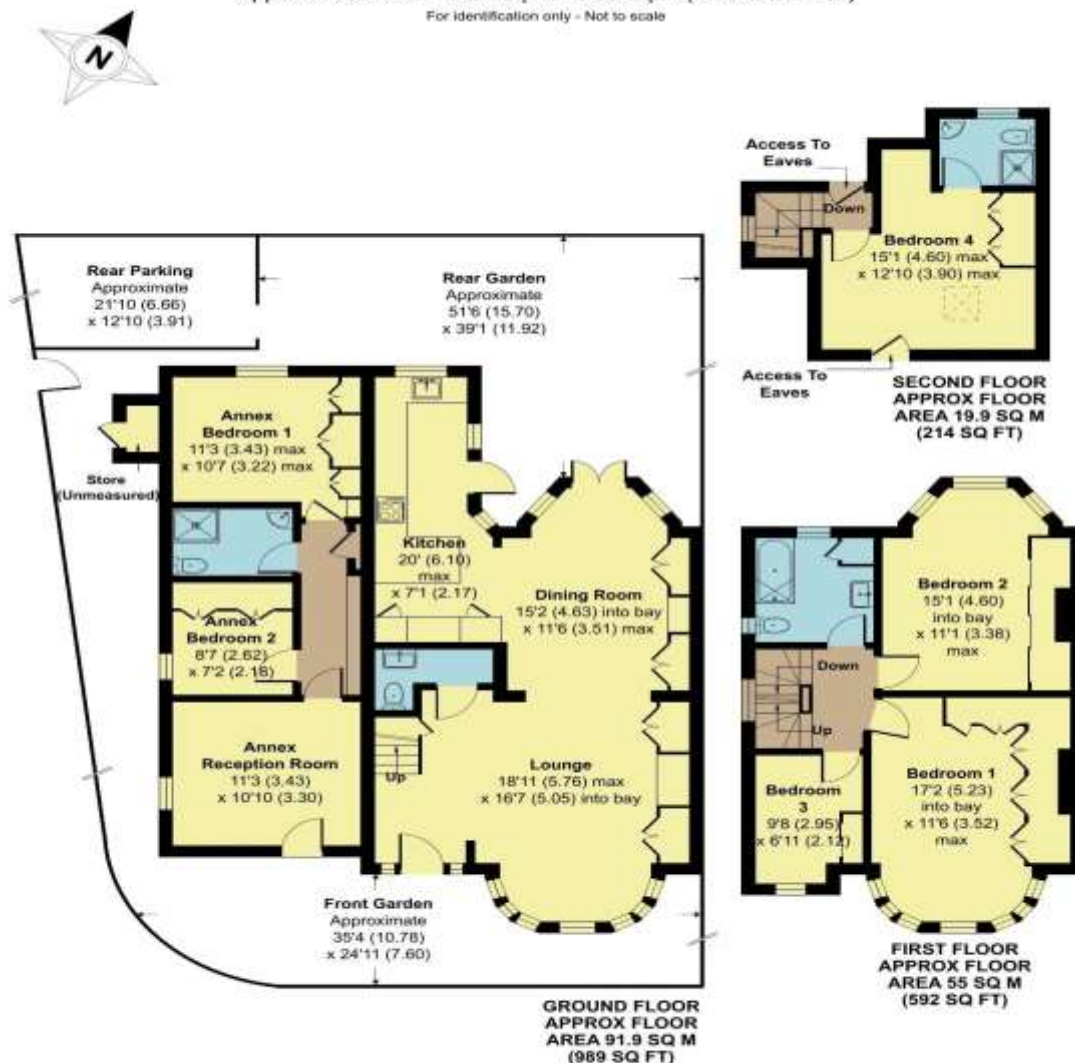 For identification only - Not to scale
N
Access To
Eaves
Down
Bedroom 4
15'1 (4.60) max
x 12'10 (3.90) max
Access To
Eaves
SECOND FLOOR
APPROX FLOOR
AREA 19.9 SQ M
(214 SQ FT)
Rear Parking
Approximate
21'10 (6.66)
x 12'10 (3.91)
Rear Garden
Approximate
51'6 (15.70)
x 39'1 (11.92)
Annex
Bedroom 1
11'3 (3.43) max
x 10'7 (3.22) max
Store
(Unmeasured)
Kitchen
20' (6.10)
max
x 7'1 (2.17)
Dining Room
15'2 (4.63) into bay
x 11'6 (3.51) max
Annex
Bedroom 2
8'7 (2.62)
x 7'2 (2.18)
Annex
Reception Room
11'3 (3.43)
x 10'10 (3.30)
Up
Lounge
18'11 (5.76) max
x 16'7 (5.05) into bay
Front Garden
Approximate
35'4 (10.78)
x 24'11 (7.60)
GROUND FLOOR
APPROX FLOOR
AREA 91.9 SQ M
(989 SQ FT)
Bedroom 2
15'1 (4.60)
into bay
x 11'1 (3.38)
max
Down
Up
Bedroom
3
9'8 (2.95)
x 6'11 (2.12)
Bedroom 1
17'2 (5.23)
into bay
x 11'6 (3.52)
max
FIRST FLOOR
APPROX FLOOR
AREA 55 SQ M
(592 SQ FT)